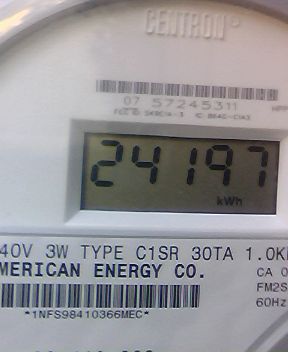 CENTRON®
07 57245311
24197
kWh
40V 3W TYPE C1SR 30TA 1.0K
MERICAN ENERGY CO.
CA 0
FM2S
60Hz
*1NFS98410366MEC*